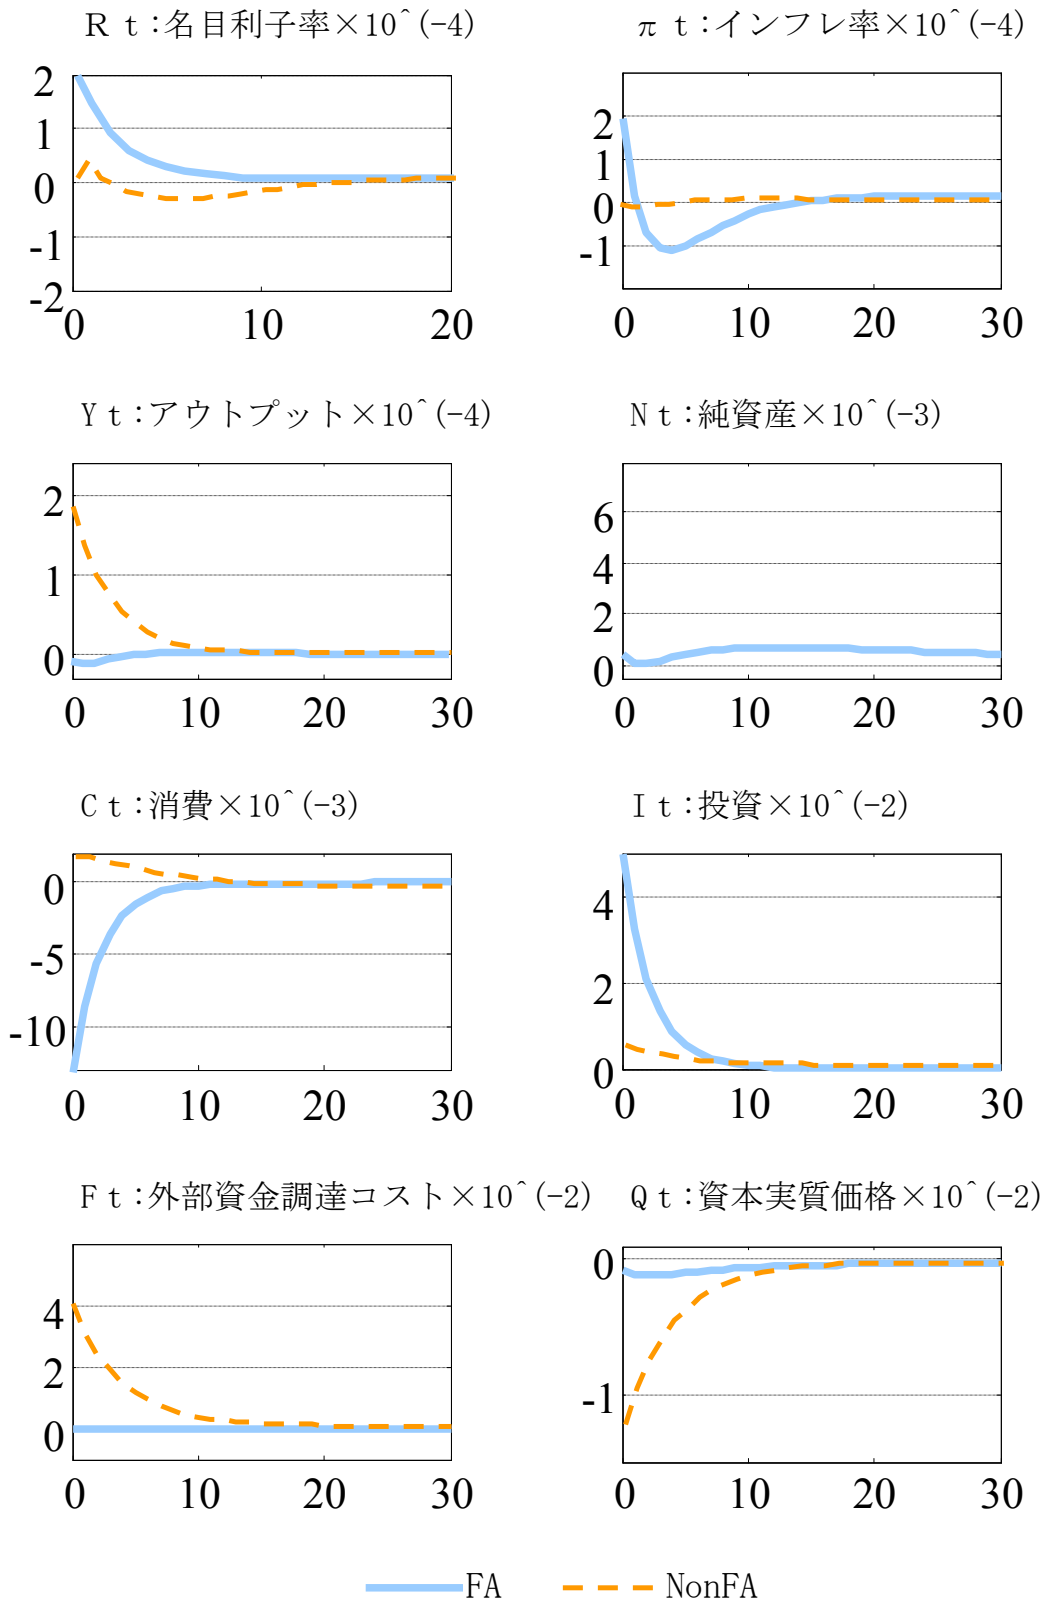 R t:名目利子率×10^(-4)
2
1
0
-1
-2
0 10 20
π t:インフレ率×10^(-4)
2
1
0
-1
0 10 20 30
Y t:アウトプット×10^(-4)
2
1
0
0 10 20 30
N t:純資産×10^(-3)
6
4
2
0
0 10 20 30
C t:消費×10^(-3)
0
-5
-10
0 10 20 30
I t:投資×10^(-2)
4
2
0
0 10 20 30
F t:外部資金調達コスト×10^(-2)
4
2
0
0 10 20 30
Q t:資本実質価格×10^(-2)
0
-1
0 10 20 30
FA NonFA